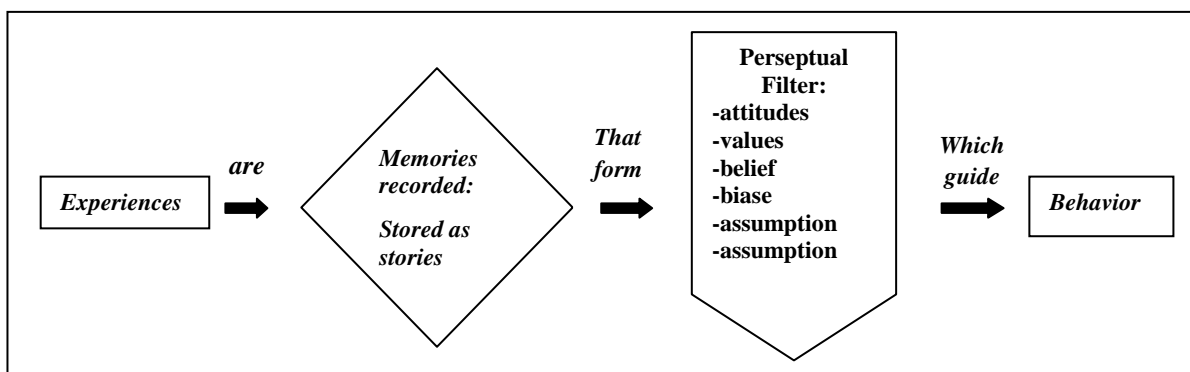 Experiences
are
Memories
recorded:
Stored as
stories
That
form
Perseptual
Filter:
-attitudes
-values
-belief
-biase
-assumption
-assumption
Which
guide
Behavior